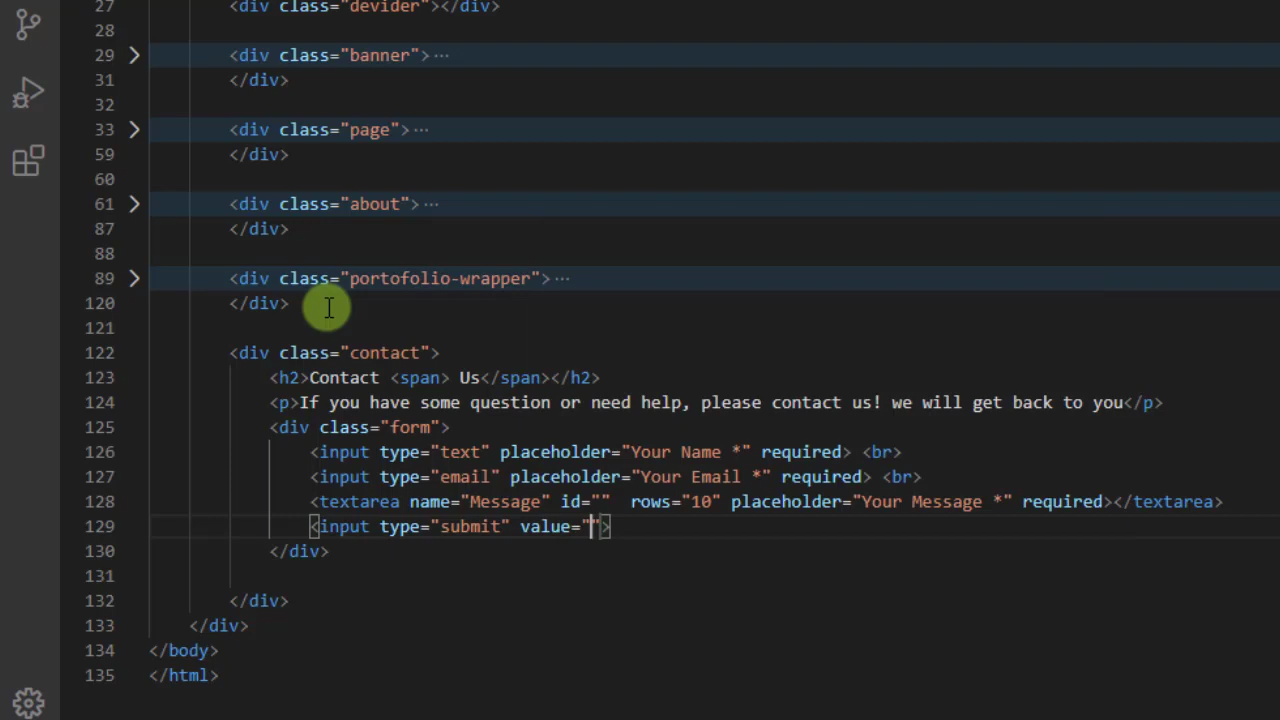 27 <div class="devider"></div>
28
29 <div class="banner"> ···
31 </div>
32
33 <div class="page"> ···
59 </div>
60
61 <div class="about"> ···
87 </div>
88
89 <div class="portofolio-wrapper"> ···
120 </div>
121
122 <div class="contact">
123 <h2>Contact <span> Us</span></h2>
124 <p>If you have some question or need help, please contact us! we will get back to you</p>
125 <div class="form">
126 <input type="text" placeholder="Your Name *" required> <br>
127 <input type="email" placeholder="Your Email *" required> <br>
128 <textarea name="Message" id=""  rows="10" placeholder="Your Message *" required></textarea>
129 <input type="submit" value="">
130 </div>
131
132 </div>
133 </div>
134 </body>
135 </html>